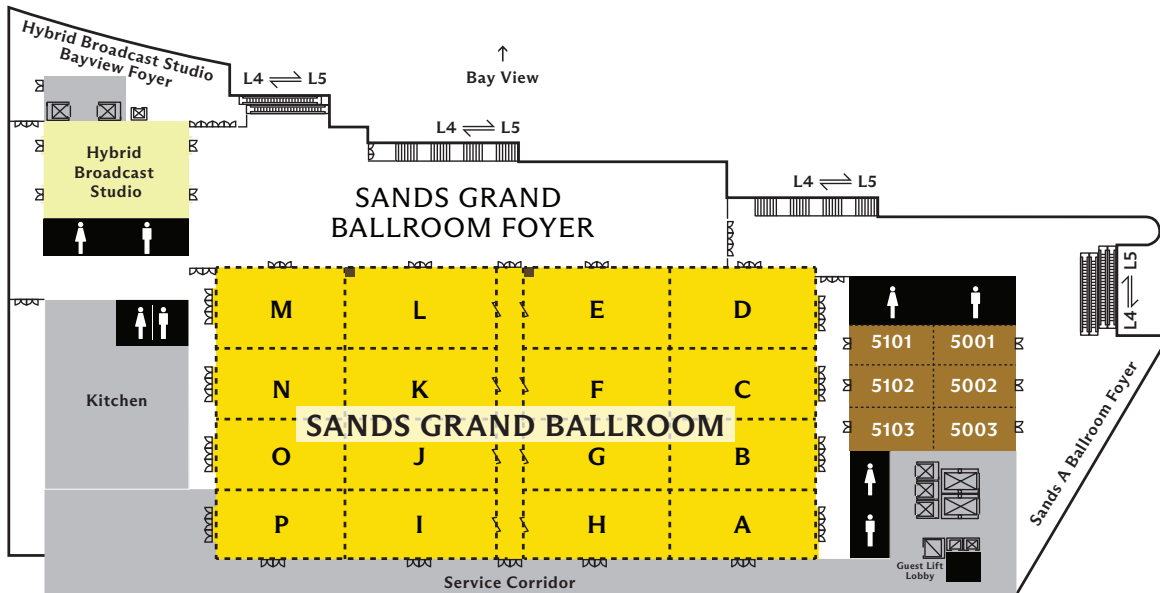 Hybrid Broadcast Studio
Bayview Foyer
L4 L5
↑
Bay View
L4 L5
L4 L5
L4 L5
Hybrid
Broadcast
Studio
SANDS GRAND
BALLROOM FOYER
M L E D
N K F C
SANDS GRAND BALLROOM
O J G B
P I H A
Kitchen
5101 5001
5102 5002
5103 5003
Sands A Ballroom Foyer
Guest Lift
Lobby
Service Corridor